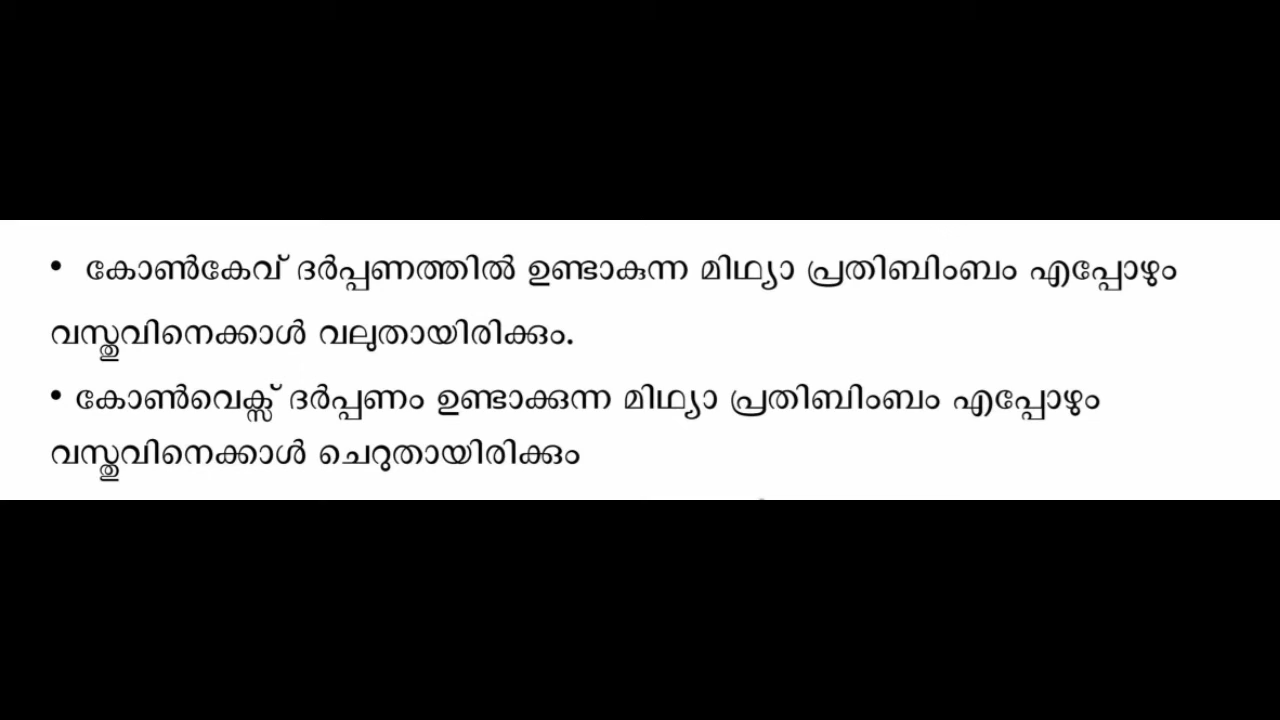 • കോൺകേവ് ദർപ്പണത്തിൽ ഉണ്ടാകുന്ന മിഥ്യാ പ്രതിബിംബം എപ്പോഴും
വസ്തുവിനെക്കാൾ വലുതായിരിക്കും.
• കോൺവെക്സ് ദർപ്പണം ഉണ്ടാക്കുന്ന മിഥ്യാ പ്രതിബിംബം എപ്പോഴും
വസ്തുവിനെക്കാൾ ചെറുതായിരിക്കും